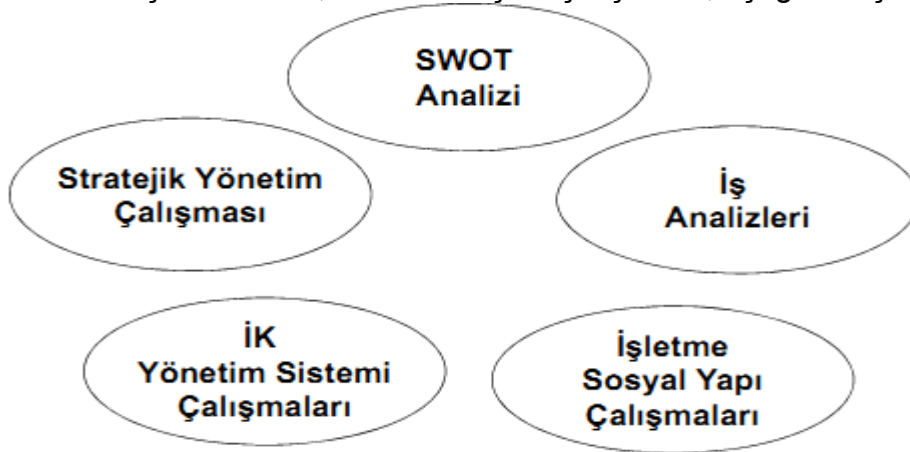 SWOT
Analizi
Stratejik Yönetim
Çalışması
İş
Analizleri
İK
Yönetim Sistemi
Çalışmaları
İşletme
Sosyal Yapı
Çalışmaları